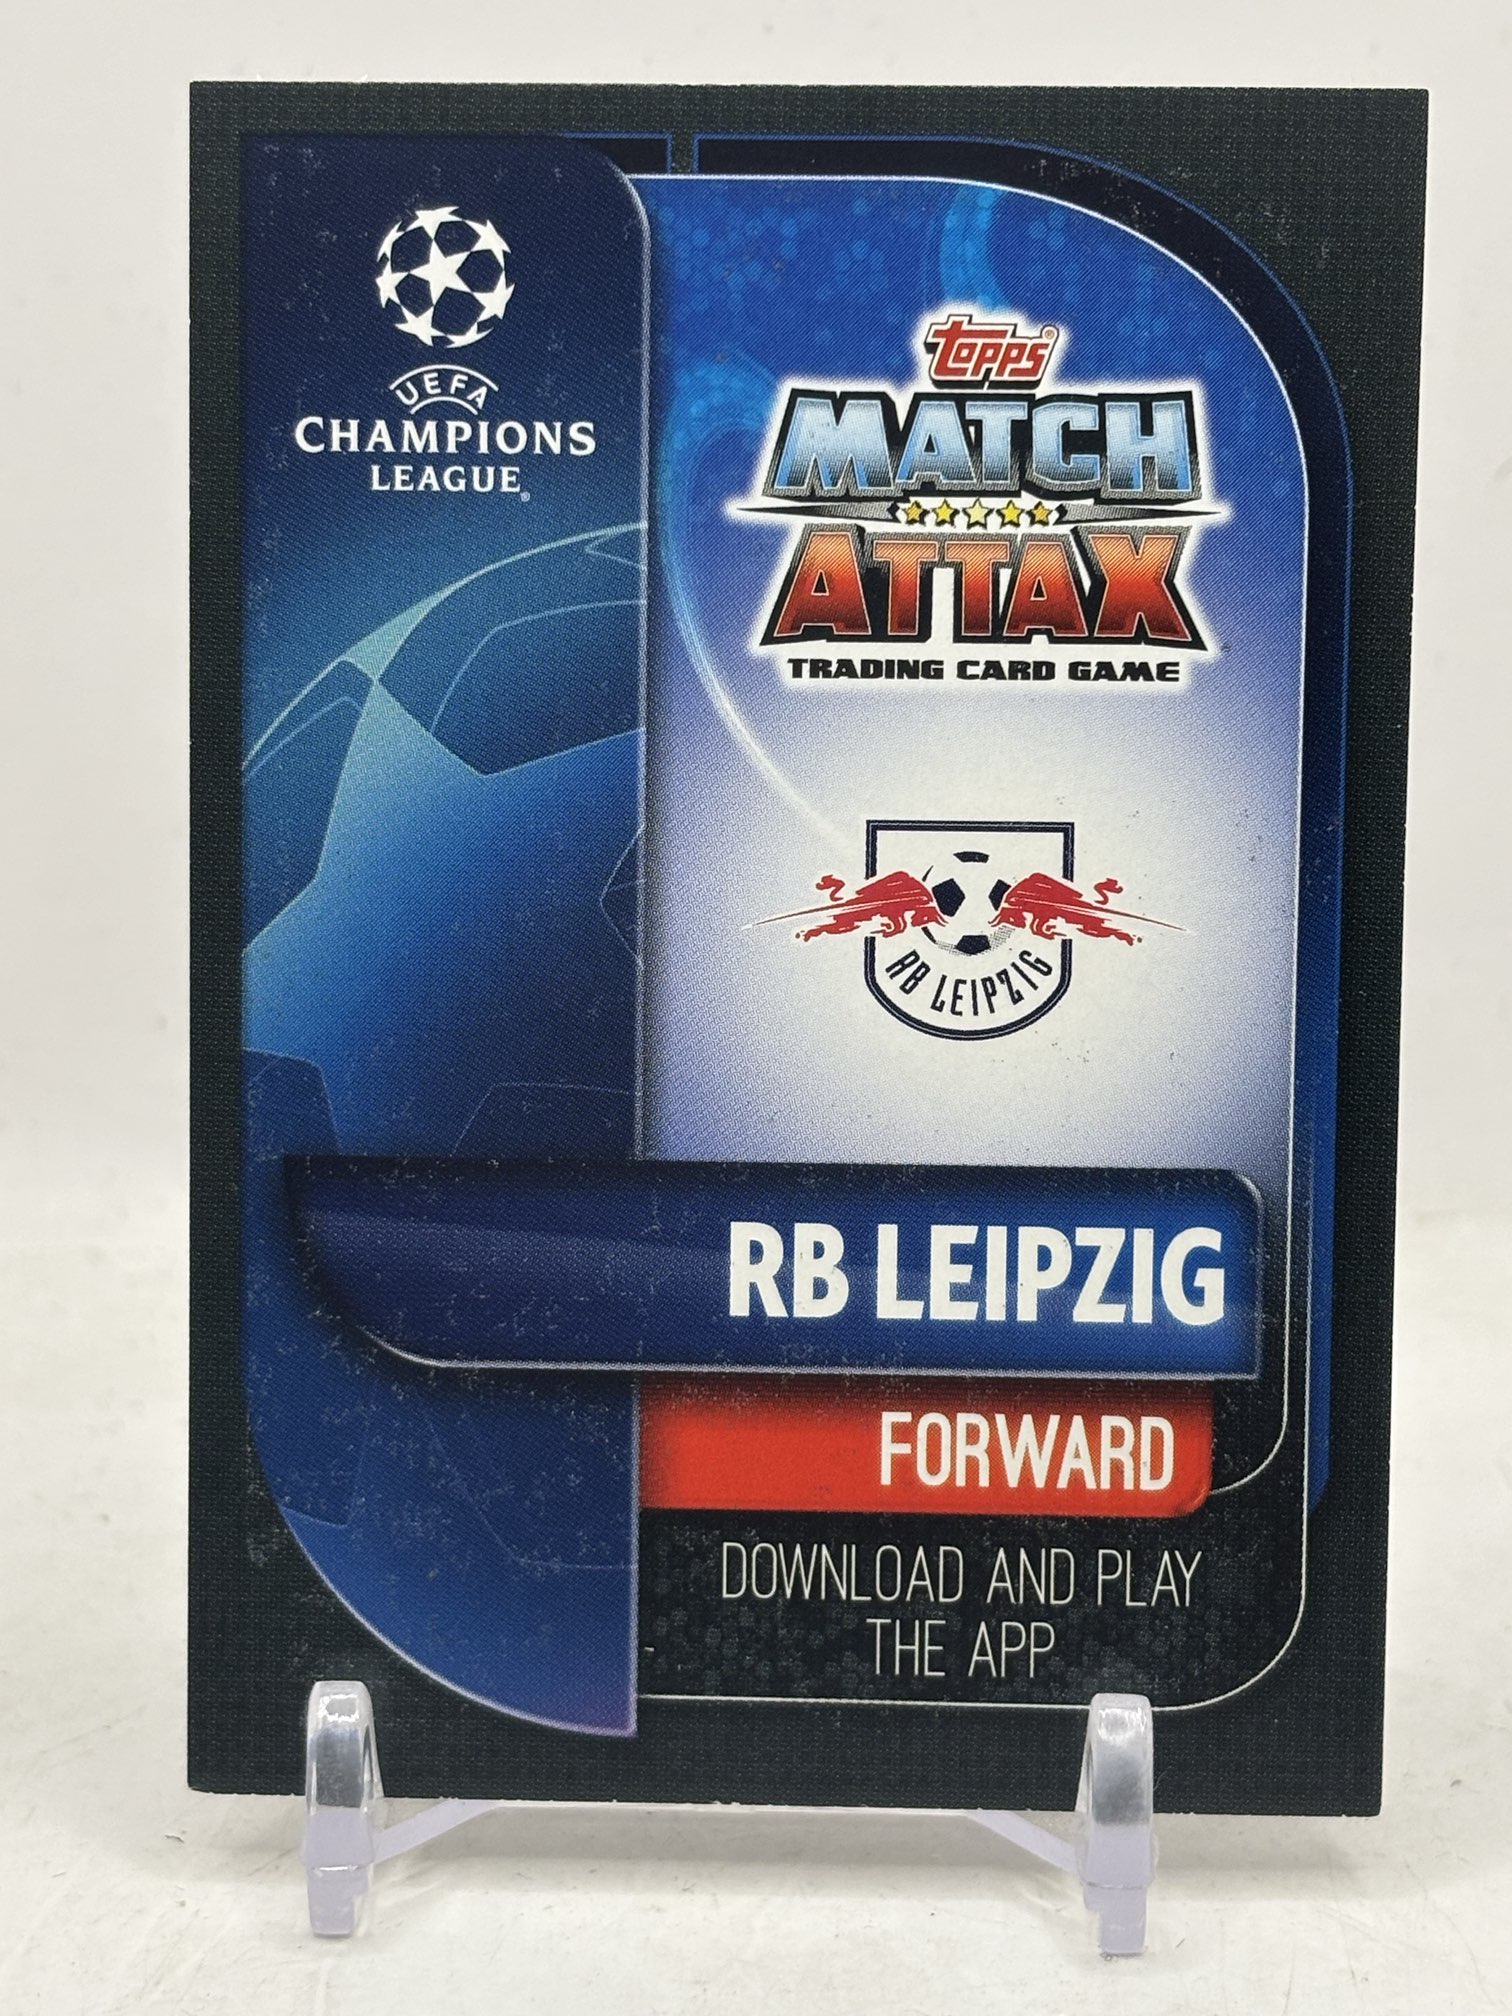 UEFA
CHAMPIONS
LEAGUE®
topps®
MATCH
ATTAX
TRADING CARD GAME
RB LEIPZIG
RB LEIPZIG
FORWARD
DOWNLOAD AND PLAY
THE APP